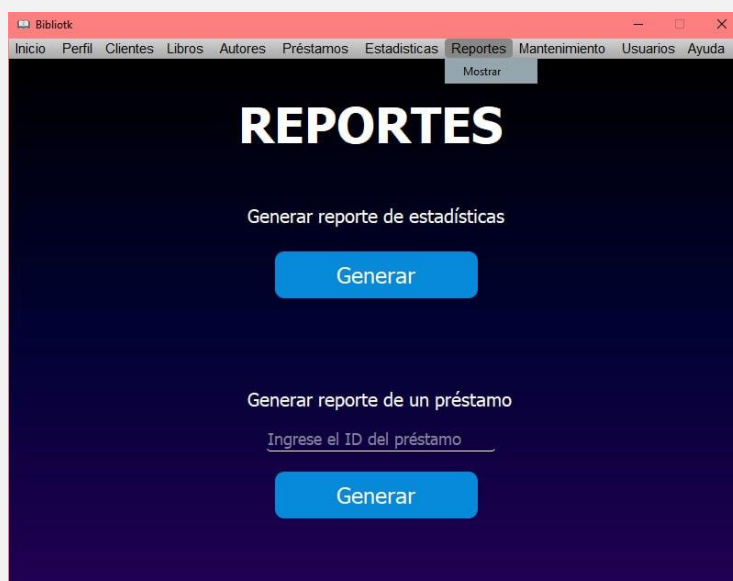 Bibliotk
Inicio Perfil Clientes Libros Autores Préstamos Estadisticas Reportes Mantenimiento Usuarios Ayuda
Mostrar
REPORTES
Generar reporte de estadísticas
Generar
Generar reporte de un préstamo
Ingrese el ID del préstamo
Generar